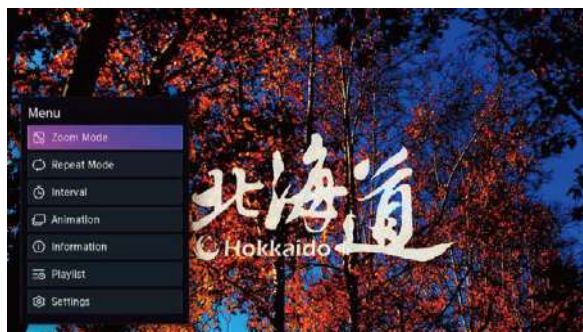 Menu
Zoom Mode
Repeat Mode
Interval
Animation
Information
Playlist
Settings
北海道
Hokkaido